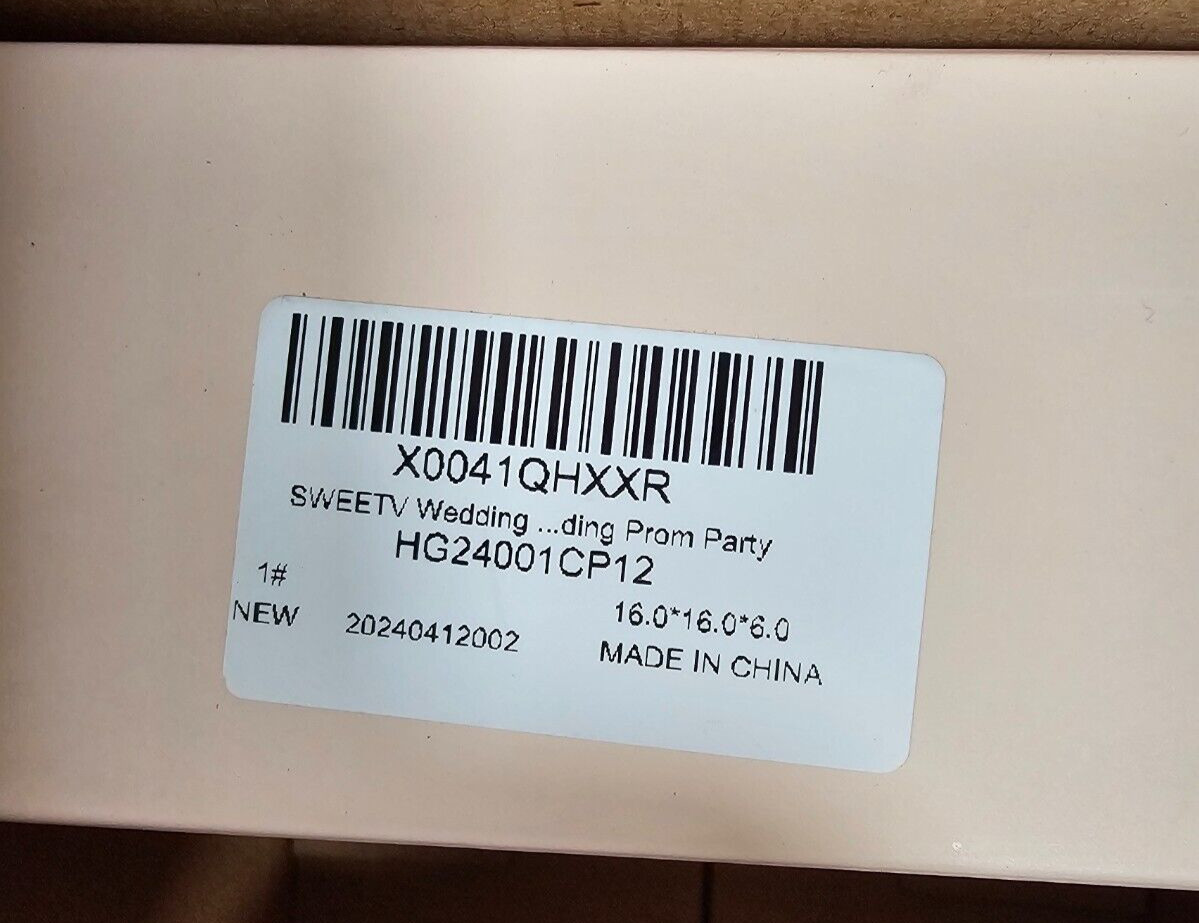 X0041QHXXR
SWEETV Wedding ...ding Prom Party
HG24001CP12
1#
NEW 20240412002 16.0*16.0*6.0
MADE IN CHINA